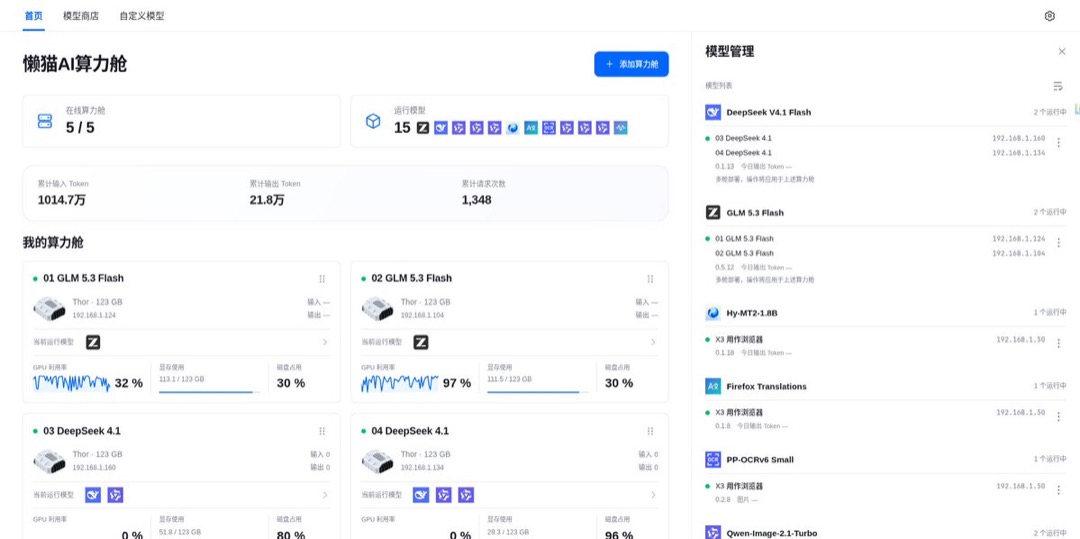 首页 模型商店 自定义模型
懒猫AI算力舱
+ 添加算力舱
在线算力舱
5 / 5
运行模型
15
累计输入 Token
1014.7万
累计输出 Token
21.8万
累计请求次数
1,348
我的算力舱
01 GLM 5.3 Flash
Thor · 123 GB
192.168.1.124
输入 —
输出 —
当前运行模型
GPU 利用率
32 %
显存使用
113.1 / 123 GB
磁盘占用
30 %
02 GLM 5.3 Flash
Thor · 123 GB
192.168.1.104
输入 —
输出 —
当前运行模型
GPU 利用率
97 %
显存使用
111.5 / 123 GB
磁盘占用
30 %
03 DeepSeek 4.1
Thor · 123 GB
192.168.1.160
输入 0
输出 0
当前运行模型
GPU 利用率
0 %
显存使用
51.8 / 123 GB
磁盘占用
80 %
04 DeepSeek 4.1
Thor · 123 GB
192.168.1.134
输入 0
输出 0
当前运行模型
GPU 利用率
0 %
显存使用
29.3 / 123 GB
磁盘占用
96 %
模型管理
模型列表
DeepSeek V4.1 Flash 2 个运行中
03 DeepSeek 4.1 192.168.1.160
04 DeepSeek 4.1 192.168.1.134
0.1.13 今日输出 Token —
多舱部署，操作将应用于上述算力舱
GLM 5.3 Flash 2 个运行中
01 GLM 5.3 Flash 192.168.1.124
02 GLM 5.3 Flash 192.168.1.104
0.5.12 今日输出 Token —
多舱部署，操作将应用于上述算力舱
Hy-MT2-1.8B 1 个运行中
X3 用作浏览器 192.168.1.50
0.1.18 今日输出 Token —
Firefox Translations 1 个运行中
X3 用作浏览器 192.168.1.50
0.1.8 今日输出 Token —
PP-OCRv6 Small 1 个运行中
X3 用作浏览器 192.168.1.50
0.2.8 图片 —
Qwen-Image-2.1-Turbo 2 个运行中